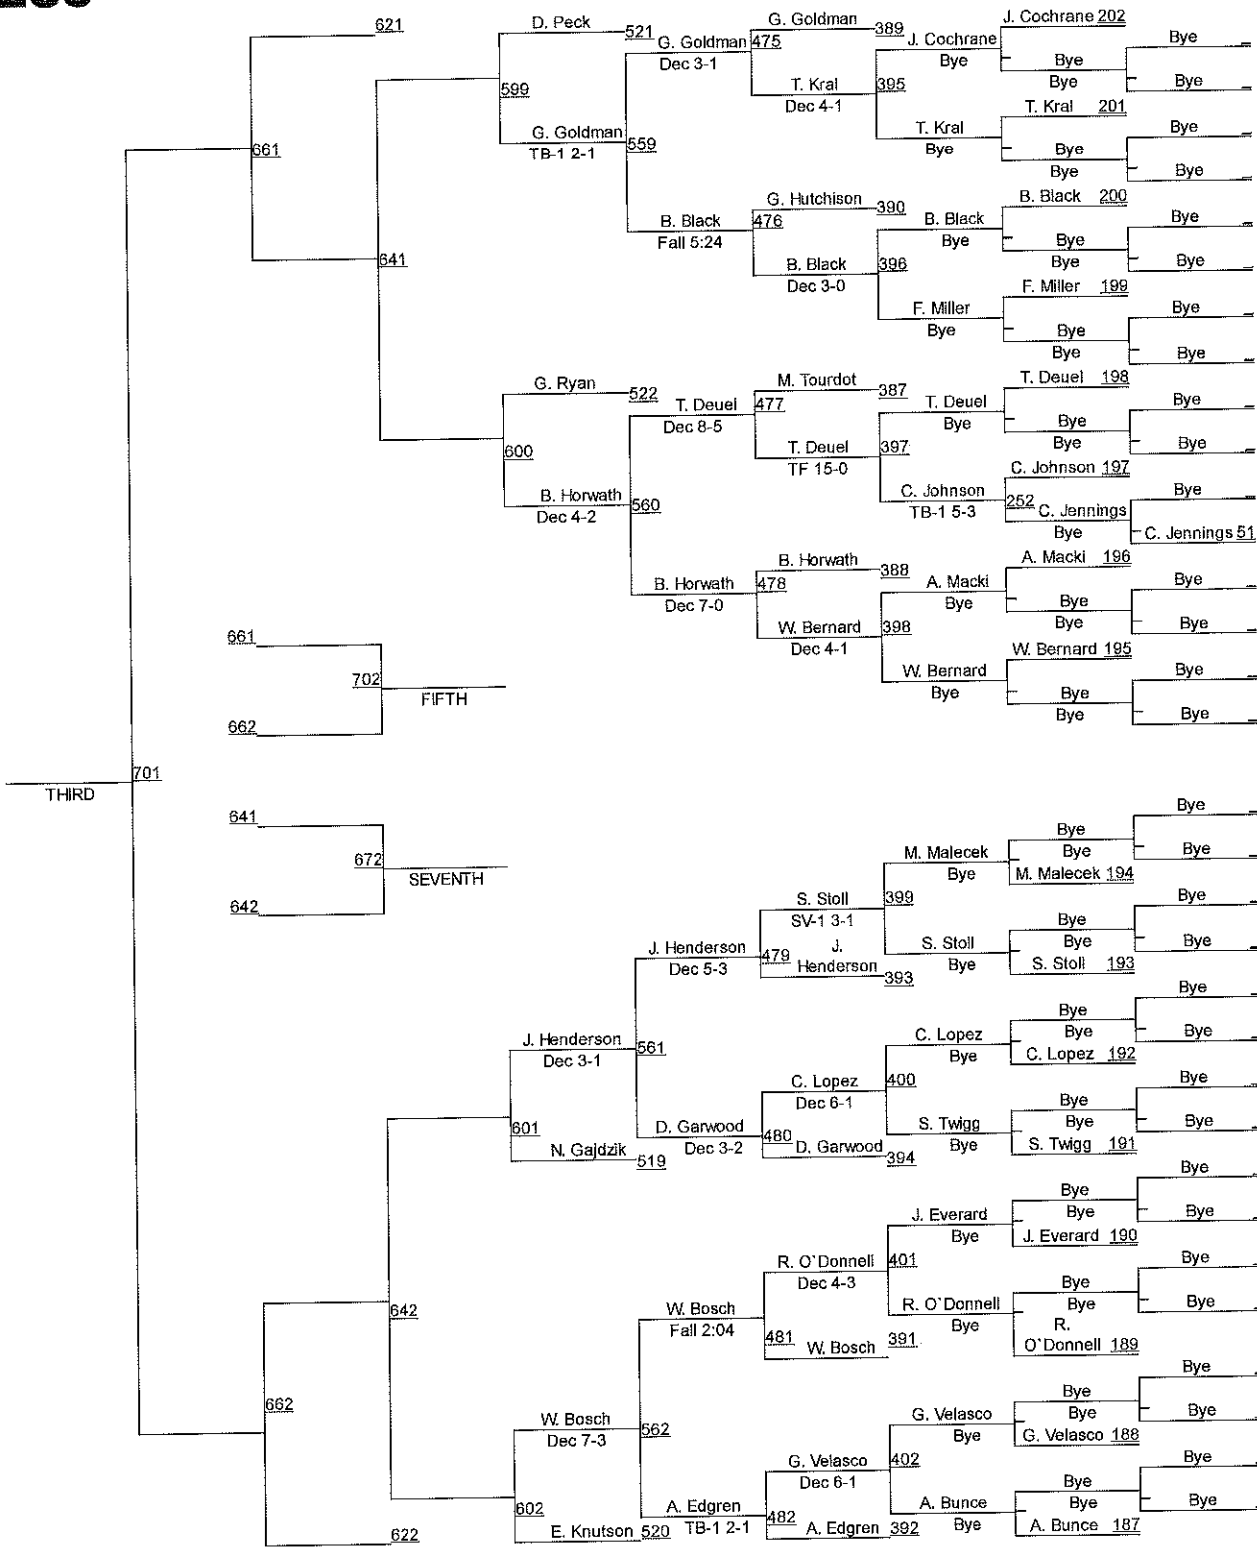 621
D. Peck 521 G. Goldman 475 G. Goldman 389 J. Cochrane J. Cochrane 202 Bye
Dec 3-1 Bye Bye
Bye Bye
599 T. Kral 395 T. Kral 201
Dec 4-1 T. Kral Bye
G. Goldman 559 Bye Bye
TB-1 2-1 Bye Bye
661
G. Hutchison 390 B. Black B. Black 200
B. Black 476 Bye Bye
Fall 5:24 Bye
Bye Bye
641 B. Black 396
Dec 3-0 F. Miller 199
F. Miller Bye
Bye Bye
Bye Bye
G. Ryan 522 T. Deuel 477 M. Tourdot 387 T. Deuel T. Deuel 198
Dec 8-5 Bye Bye
Bye
Bye Bye
600 T. Deuel 397
TF 15-0 C. Johnson 197
B. Horwath 560 C. Johnson 252 C. Jennings Bye
Dec 4-2 TB-1 5-3 Bye C. Jennings 51
B. Horwath 388 A. Macki A. Macki 196
B. Horwath 478 Bye Bye
Dec 7-0 Bye
Bye Bye
W. Bernard 398 W. Bernard 195
Dec 4-1 W. Bernard Bye
Bye Bye
Bye Bye
661
702
FIFTH
662
701
THIRD
641
672
SEVENTH
642
Bye
M. Malecek Bye
Bye Bye Bye
M. Malecek 194
S. Stoll 399
SV-1 3-1 Bye
J. Henderson J. S. Stoll Bye
Dec 5-3 479 Henderson 393 Bye Bye Bye
S. Stoll 193
Bye
J. Henderson 561 C. Lopez Bye
Dec 3-1 Bye Bye Bye
C. Lopez 192
C. Lopez 400
Dec 6-1 Bye
601 D. Garwood 480 S. Twigg Bye
N. Gajdzik 519 Dec 3-2 D. Garwood 394 Bye Bye Bye
S. Twigg 191
Bye
J. Everard Bye
Bye Bye Bye
J. Everard 190
R. O`Donnell 401
Dec 4-3 Bye
642 W. Bosch R. O`Donnell Bye
Fall 2:04 481 W. Bosch 391 Bye Bye Bye
R.
O`Donnell 189
Bye
662 G. Velasco Bye
W. Bosch 562 Bye Bye Bye
Dec 7-3 G. Velasco 188
G. Velasco 402
Dec 6-1 Bye
602 A. Edgren 482 A. Bunce Bye
E. Knutson 520 TB-1 2-1 A. Edgren 392 Bye Bye Bye
A. Bunce 187
622